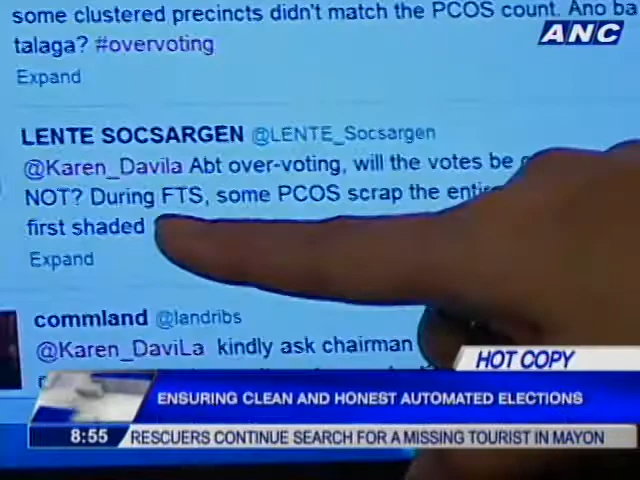 some clustered precincts didn't match the PCOS count. Ano ba
talaga? #overvoting
ANC
Expand
LENTE SOCSARGEN @LENTE_Socsargen
@Karen_Davila Abt over-voting, will the votes be
NOT? During FTS, some PCOS scrap the
first shaded
Expand
commland @landribs
@Karen_DaviLa kindly ask chairman
HOT COPY
ENSURING CLEAN AND HONEST AUTOMATED ELECTIONS
8:55 RESCUERS CONTINUE SEARCH FOR A MISSING TOURIST IN MAYON